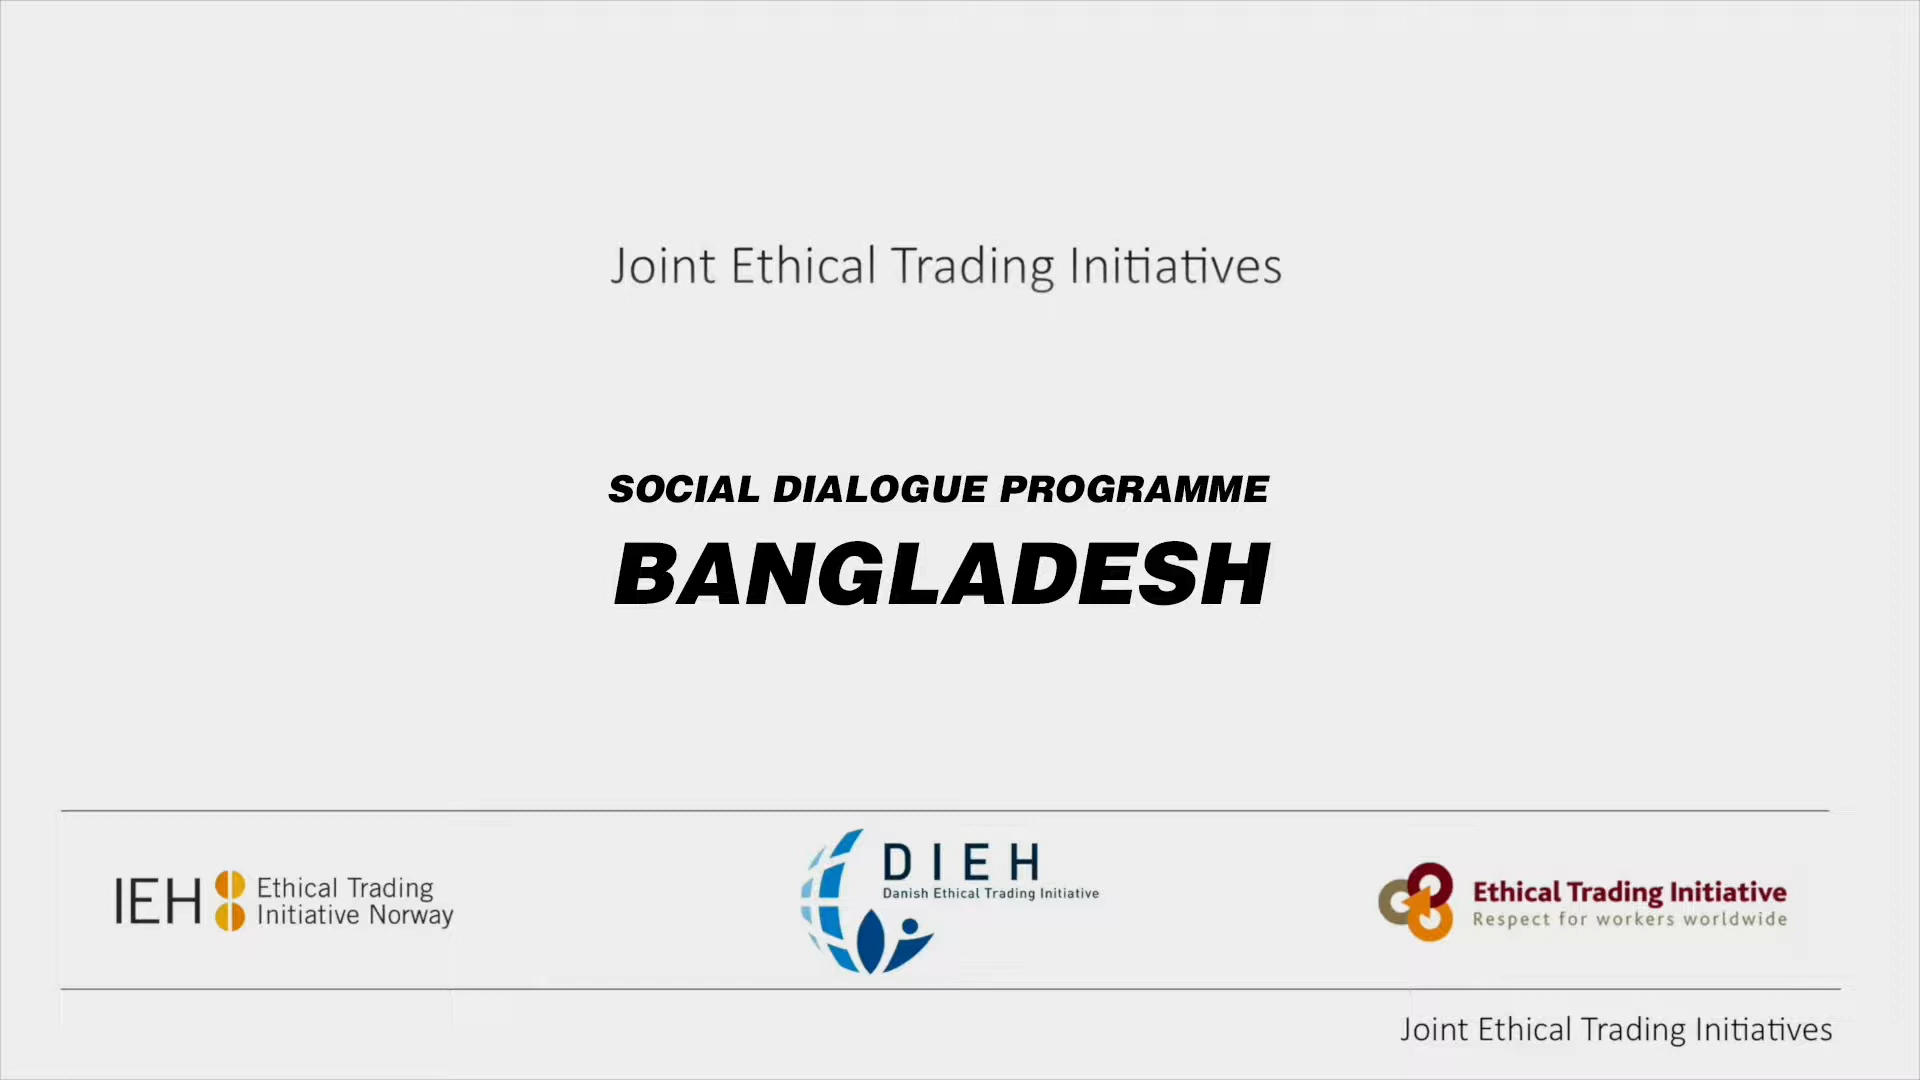 Joint Ethical Trading Initiatives
SOCIAL DIALOGUE PROGRAMME
BANGLADESH
IEH Ethical Trading
Initiative Norway
DIEH
Danish Ethical Trading Initiative
Ethical Trading Initiative
Respect for workers worldwide
Joint Ethical Trading Initiatives